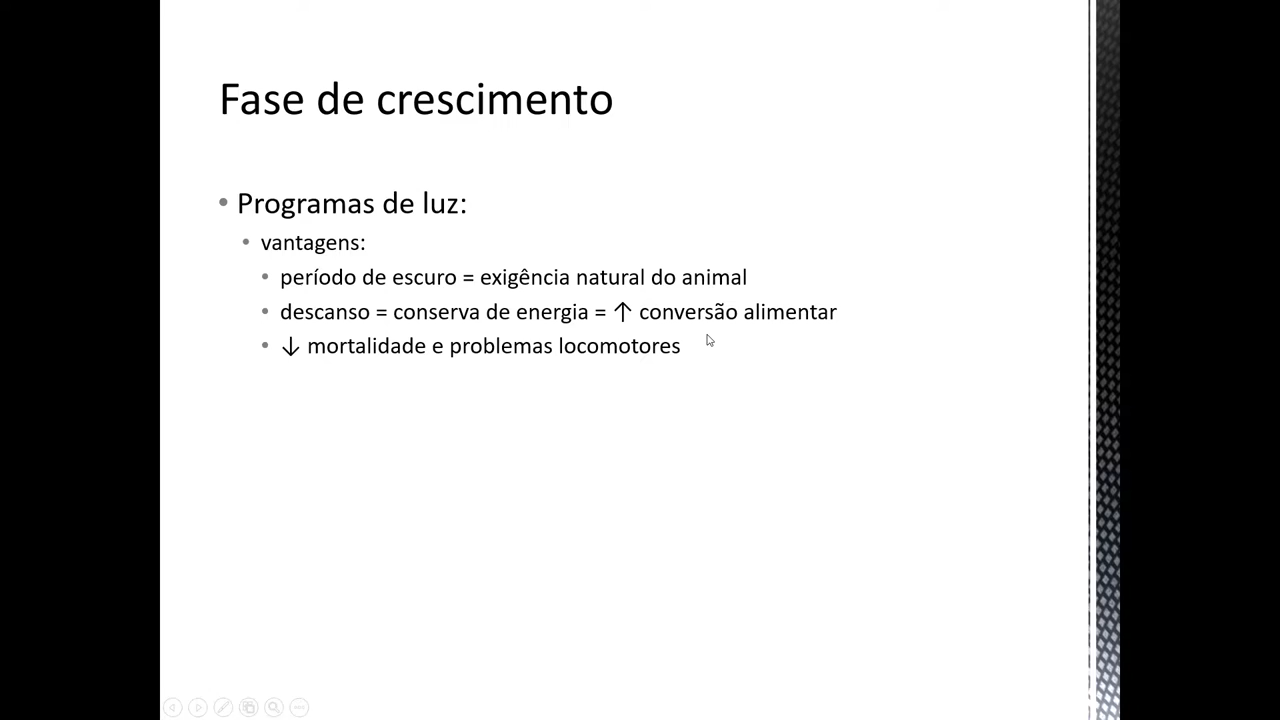 Fase de crescimento
• Programas de luz:
• vantagens:
• período de escuro = exigência natural do animal
• descanso = conserva de energia = ↑ conversão alimentar
• ↓ mortalidade e problemas locomotores